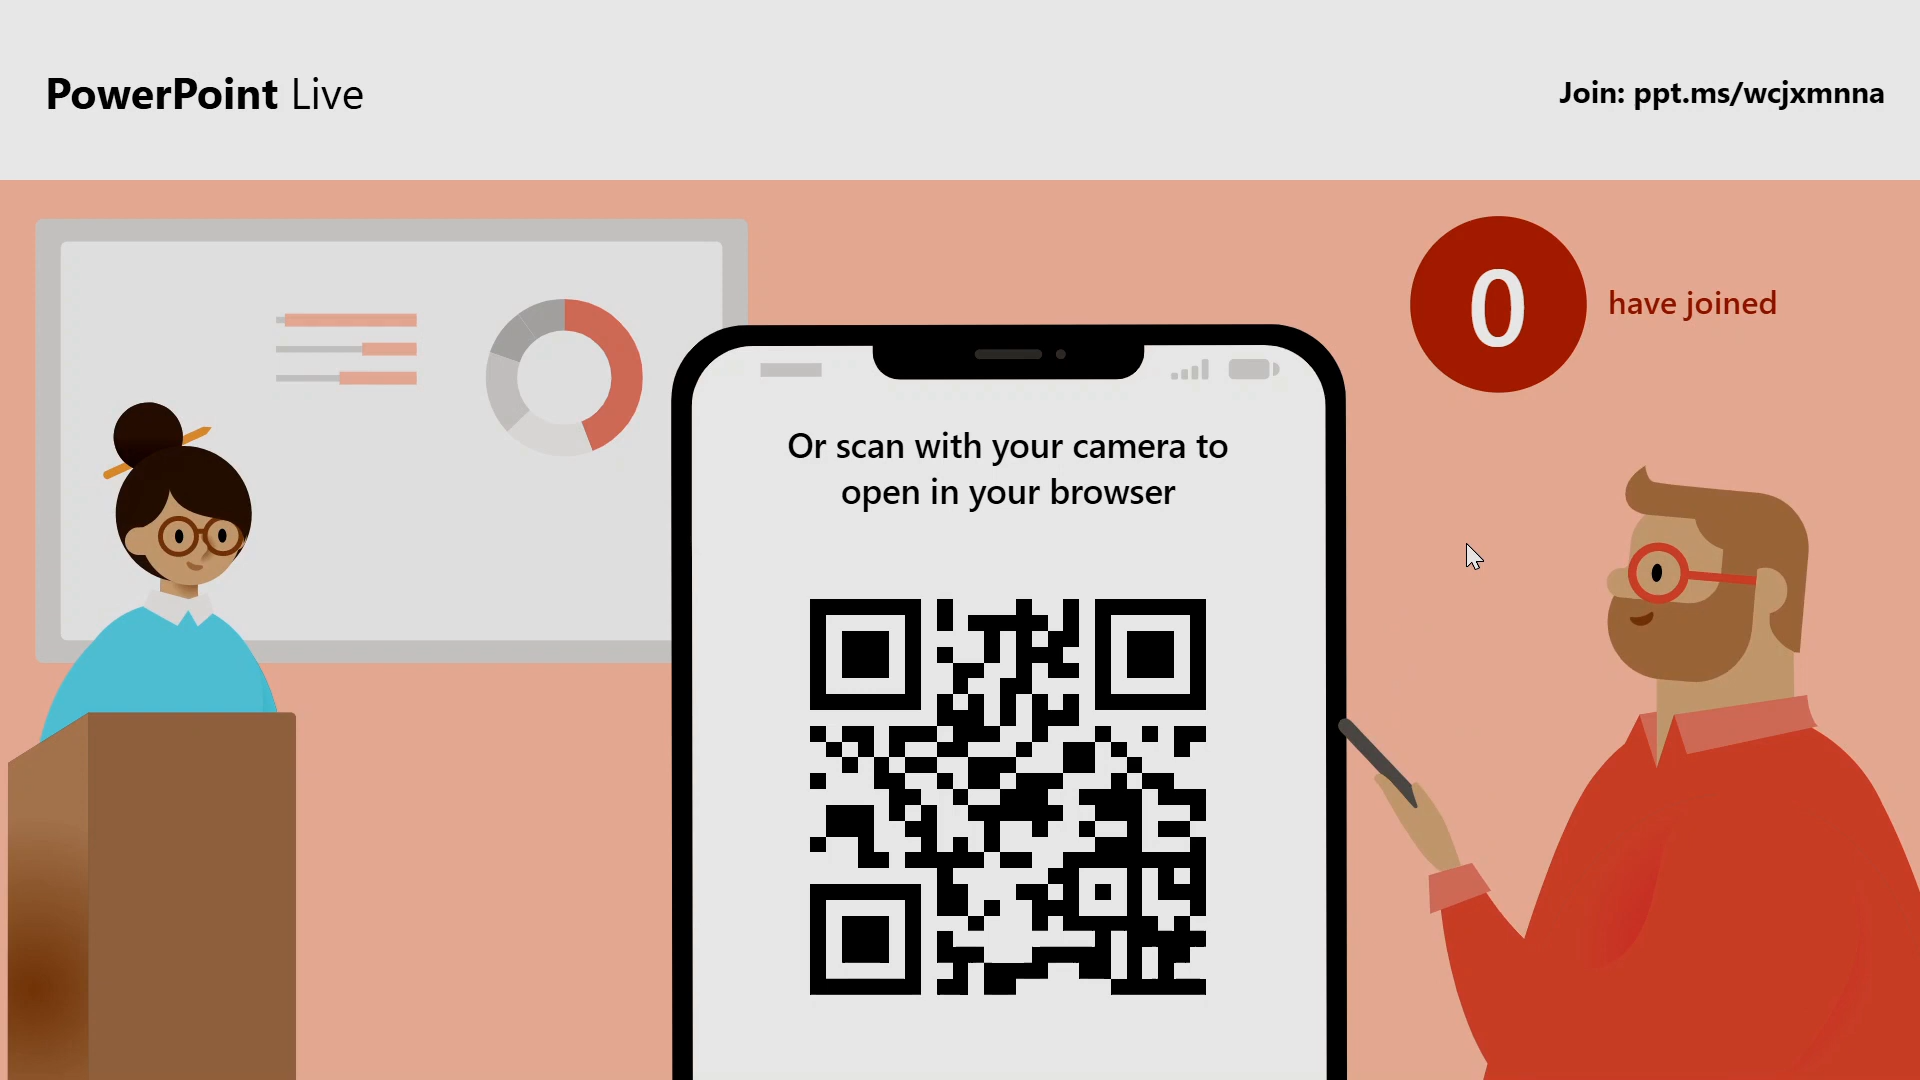 PowerPoint Live
Join: ppt.ms/wcjxmnna
0
have joined
Or scan with your camera to
open in your browser